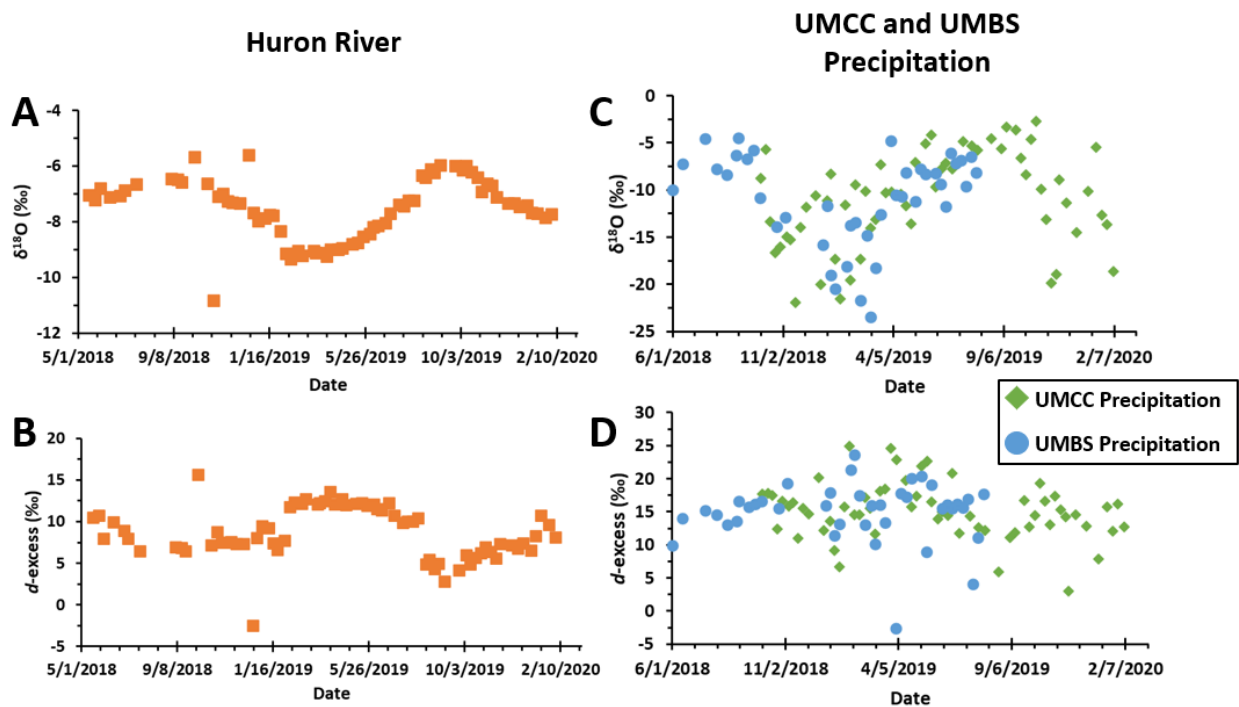 Huron River
UMCC and UMBS
Precipitation
A
-4
-6
-8
-10
-12
δ¹⁸O (‰)
5/1/2018 9/8/2018 1/16/2019 5/26/2019 10/3/2019 2/10/2020
Date
C
0
-5
-10
-15
-20
-25
δ¹⁸O (‰)
6/1/2018 11/2/2018 4/5/2019 9/6/2019 2/7/2020
Date
UMCC Precipitation
UMBS Precipitation
B
20
15
10
5
0
-5
d-excess (‰)
5/1/2018 9/8/2018 1/16/2019 5/26/2019 10/3/2019 2/10/2020
Date
D
30
25
20
15
10
5
0
-5
d-excess (‰)
6/1/2018 11/2/2018 4/5/2019 9/6/2019 2/7/2020
Date